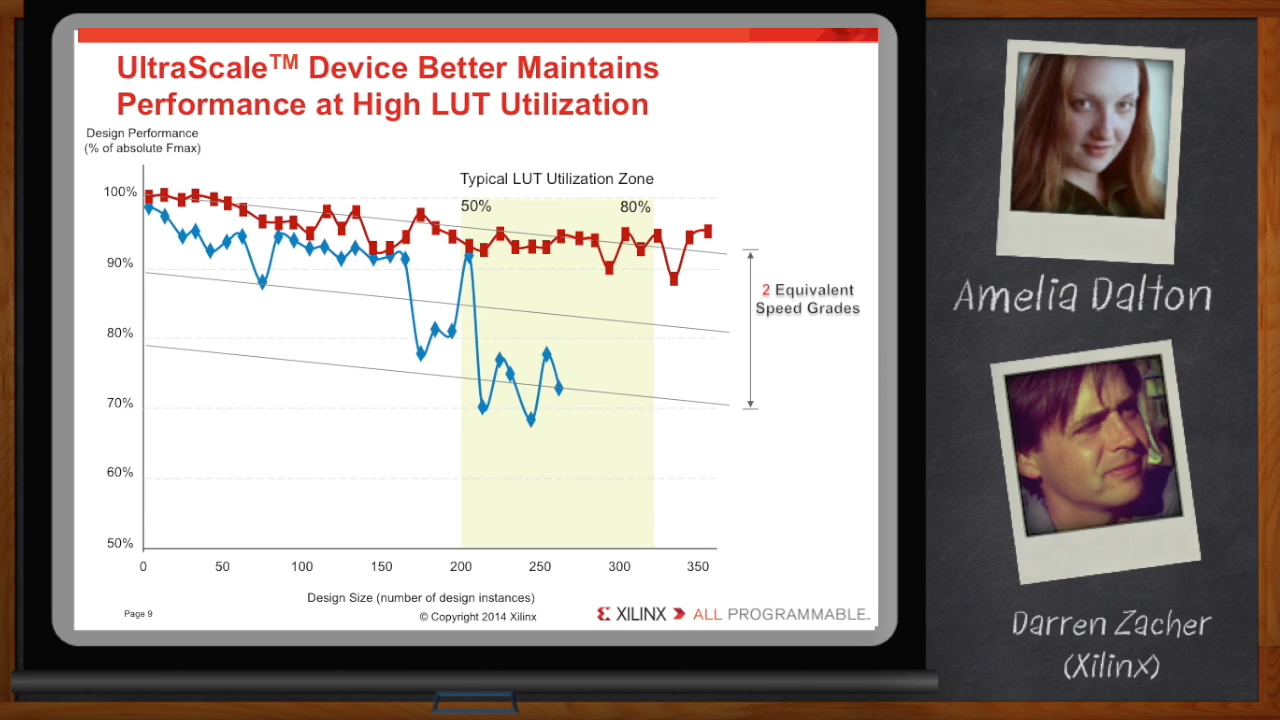 UltraScale™ Device Better Maintains
Performance at High LUT Utilization
Design Performance
(% of absolute Fmax)
Typical LUT Utilization Zone
50%
80%
100%
90%
80%
70%
60%
50%
2 Equivalent
Speed Grades
0
50
100
150
200
250
300
350
Design Size (number of design instances)
Page 9
© Copyright 2014 Xilinx
XILINX ALL PROGRAMMABLE™
Amelia Dalton
Darren Zacher
(Xilinx)